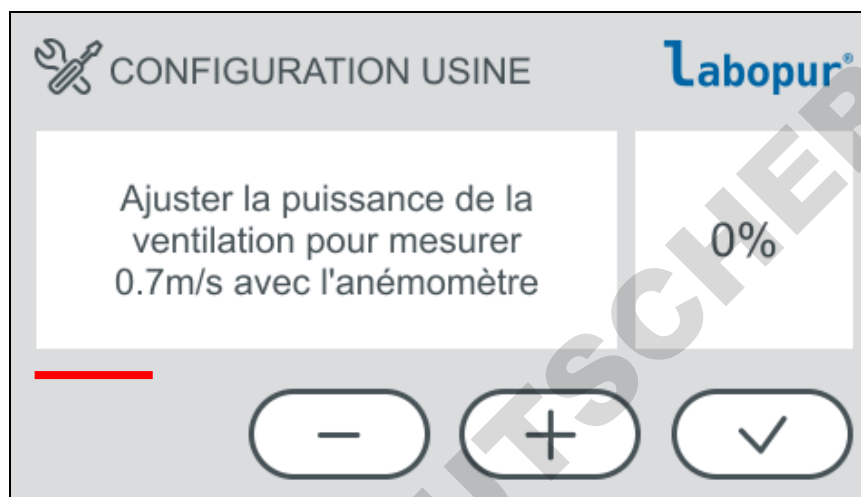 CONFIGURATION USINE
Labopur®
Ajuster la puissance de la
ventilation pour mesurer
0.7m/s avec l'anémomètre
0%